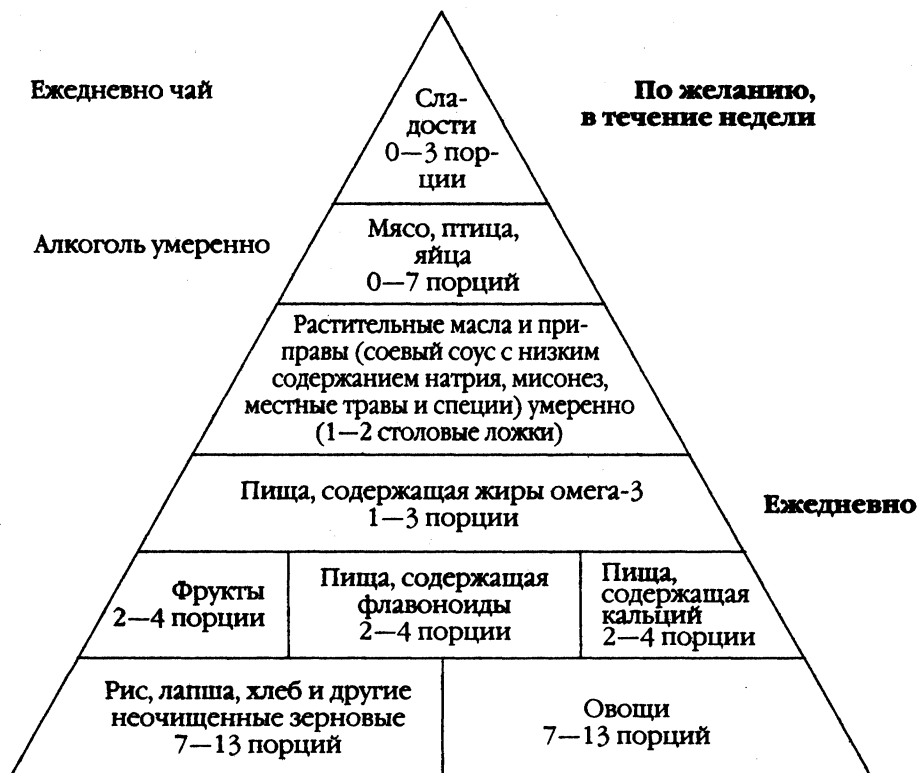 Ежедневно чай
По желанию,
в течение недели
Сла-
дости
0—3 пор-
ции
Алкоголь умеренно
Мясо, птица,
яйца
0—7 порций
Растительные масла и при-
правы (соевый соус с низким
содержанием натрия, мисонез,
местные травы и специи) умеренно
(1—2 столовые ложки)
Пища, содержащая жиры омега-3
1—3 порции
Ежедневно
Фрукты
2—4 порции
Пища, содержащая
флавоноиды
2—4 порции
Пища,
содержащая
кальций
2—4 порции
Рис, лапша, хлеб и другие
неочищенные зерновые
7—13 порций
Овощи
7—13 порций